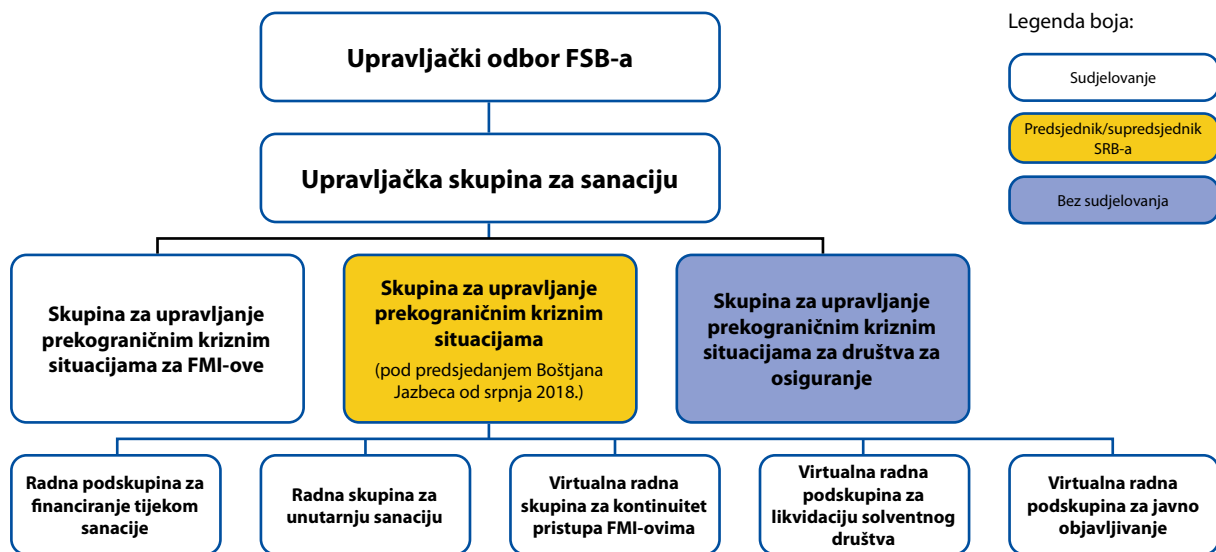 Upravljački odbor FSB-a
Legenda boja:
Sudjelovanje
Predsjednik/supredsjednik
SRB-a
Bez sudjelovanja
Upravljačka skupina za sanaciju
Skupina za upravljanje
prekograničnim kriznim
situacijama za FMI-ove
Skupina za upravljanje
prekograničnim kriznim
situacijama
(pod predsjedanjem Boštjana
Jazbeca od srpnja 2018.)
Skupina za upravljanje
prekograničnim kriznim
situacijama za društva za
osiguranje
Radna podskupina za
financiranje tijekom
sanacije
Radna skupina za
unutarnju sanaciju
Virtualna radna
skupina za kontinuitet
pristupa FMI-ovima
Virtualna radna
podskupina za
likvidaciju solventnog
društva
Virtualna radna
podskupina za javno
objavljivanje